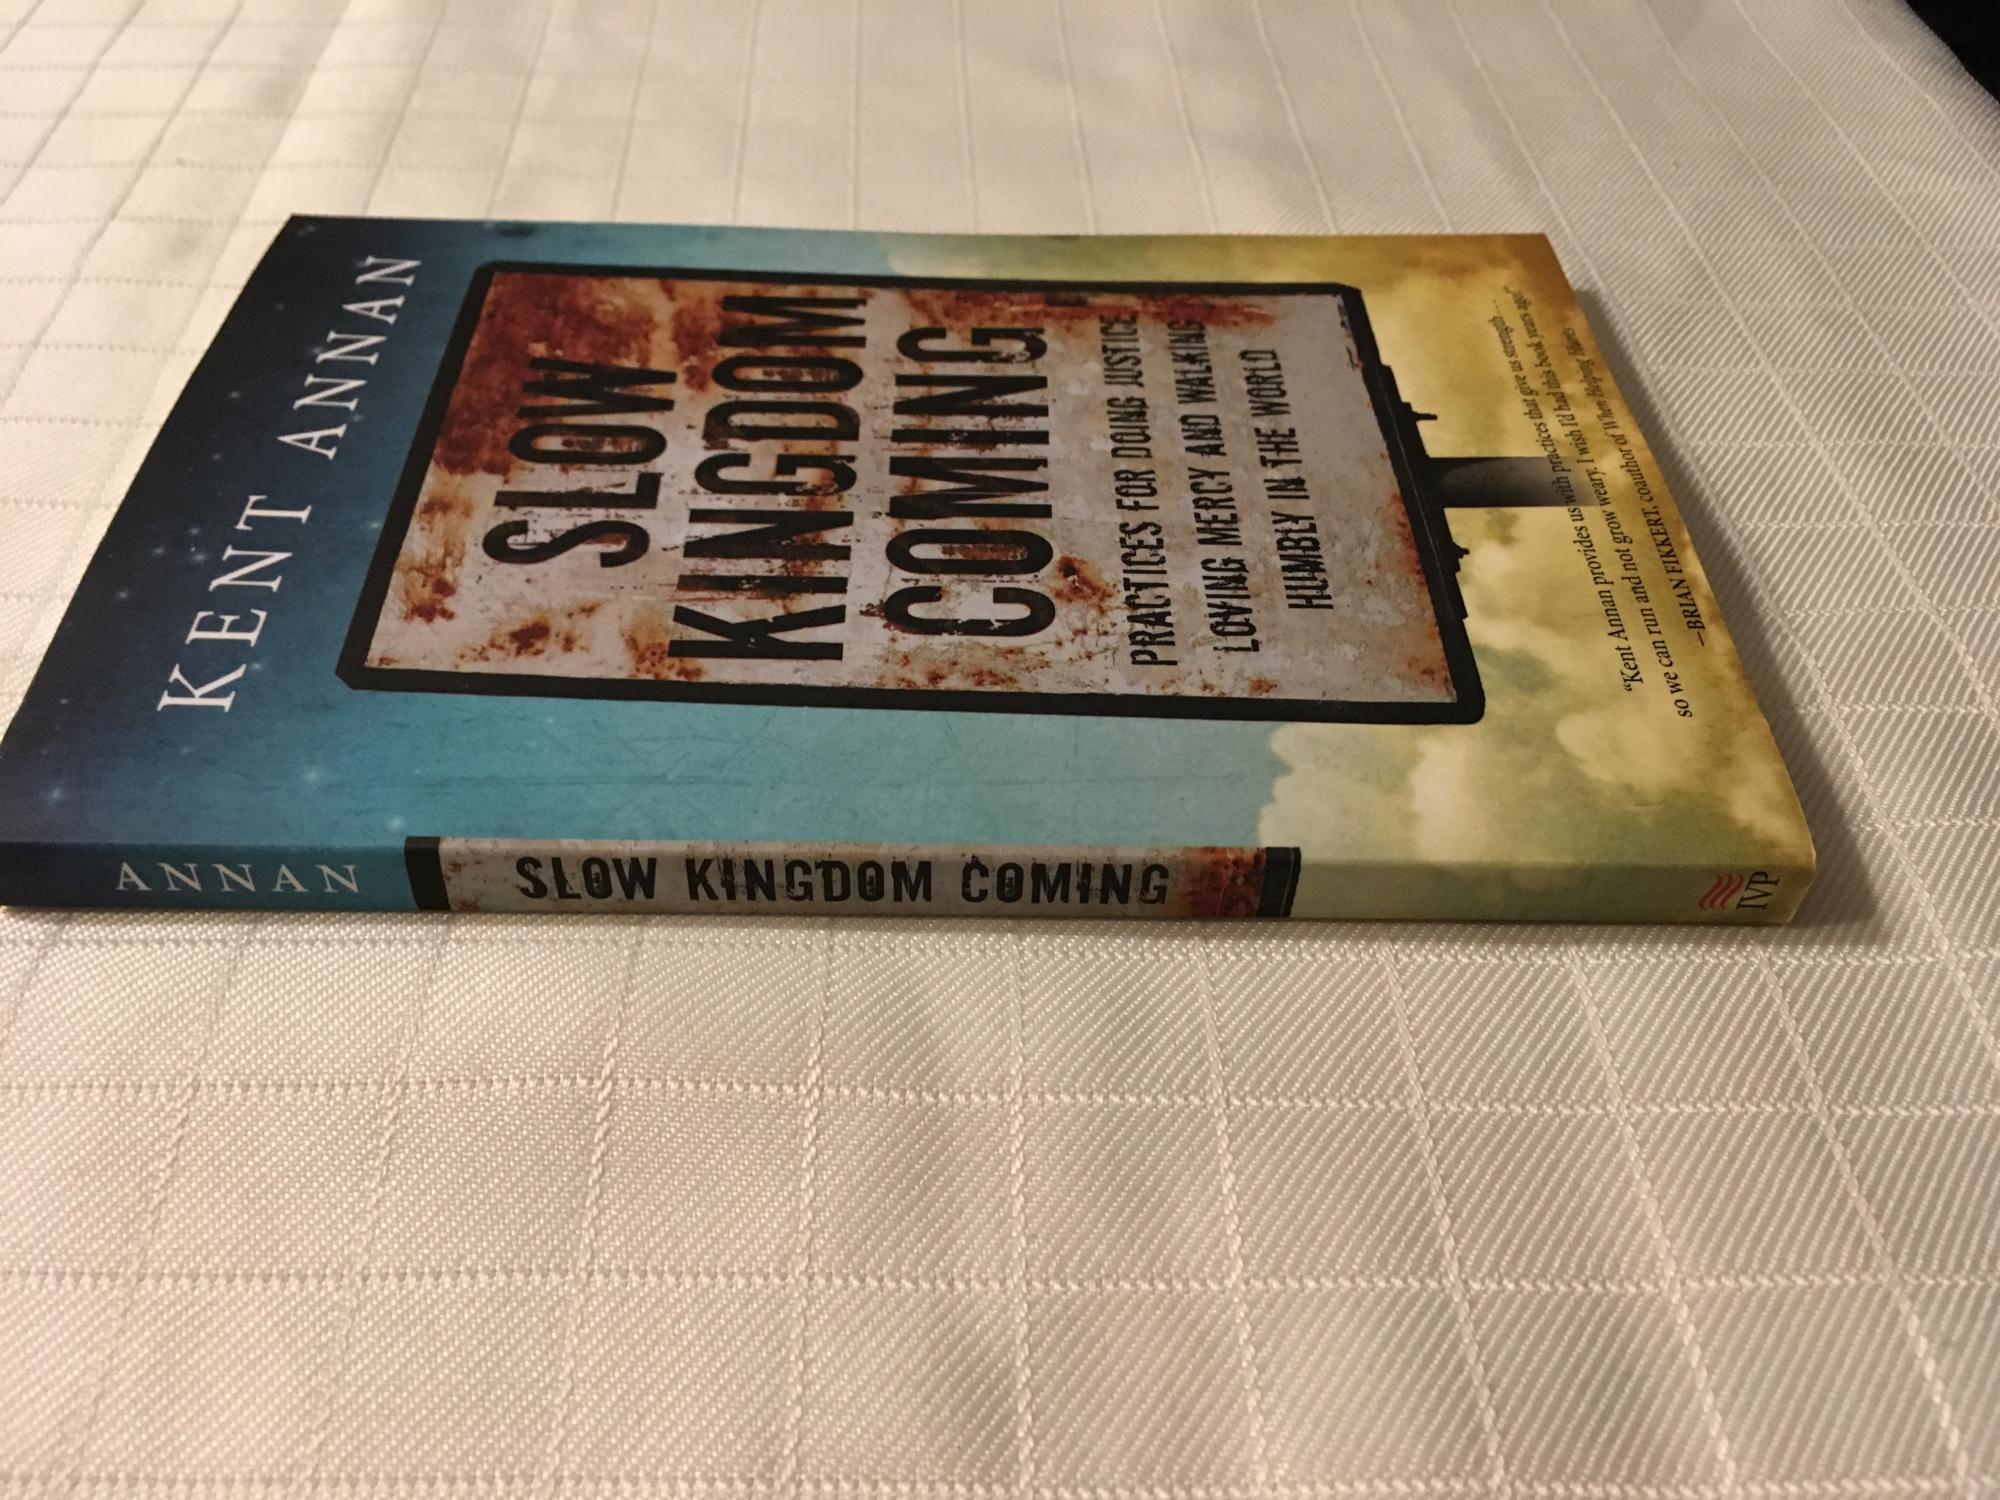 KENT ANNAN
SLOW
KINGDOM
COMING
PRACTICES FOR DOING JUSTICE,
LOVING MERCY AND WALKING
HUMBLY IN THE WORLD
"Kent Annan provides us with practices that give us strength . . .
so we can run and not grow weary. I wish I'd had this book years ago!"
—BRIAN FIKKERT, coauthor of When Helping Hurts
ANNAN
SLOW KINGDOM COMING
IVP